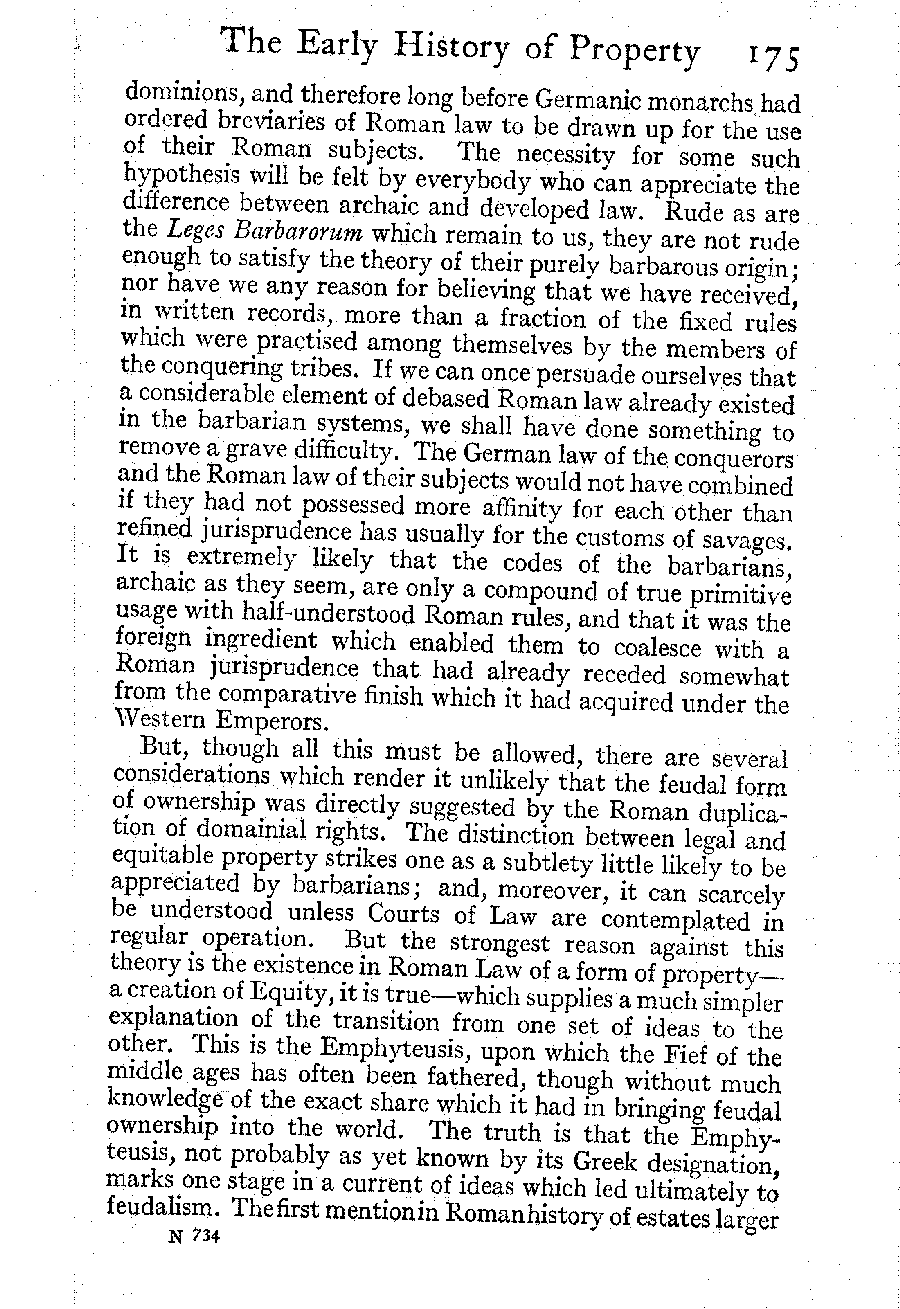 The Early History of Property 175
dominions, and therefore long before Germanic monarchs had
ordered breviaries of Roman law to be drawn up for the use
of their Roman subjects. The necessity for some such
hypothesis will be felt by everybody who can appreciate the
difference between archaic and developed law. Rude as are
the Leges Barbarorum which remain to us, they are not rude
enough to satisfy the theory of their purely barbarous origin;
nor have we any reason for believing that we have received,
in written records, more than a fraction of the fixed rules
which were practised among themselves by the members of
the conquering tribes. If we can once persuade ourselves that
a considerable element of debased Roman law already existed
in the barbarian systems, we shall have done something to
remove a grave difficulty. The German law of the conquerors
and the Roman law of their subjects would not have combined
if they had not possessed more affinity for each other than
refined jurisprudence has usually for the customs of savages.
It is extremely likely that the codes of the barbarians,
archaic as they seem, are only a compound of true primitive
usage with half-understood Roman rules, and that it was the
foreign ingredient which enabled them to coalesce with a
Roman jurisprudence that had already receded somewhat
from the comparative finish which it had acquired under the
Western Emperors.
But, though all this must be allowed, there are several
considerations which render it unlikely that the feudal form
of ownership was directly suggested by the Roman duplica-
tion of domainial rights. The distinction between legal and
equitable property strikes one as a subtlety little likely to be
appreciated by barbarians; and, moreover, it can scarcely
be understood unless Courts of Law are contemplated in
regular operation. But the strongest reason against this
theory is the existence in Roman Law of a form of property—
a creation of Equity, it is true—which supplies a much simpler
explanation of the transition from one set of ideas to the
other. This is the Emphyteusis, upon which the Fief of the
middle ages has often been fathered, though without much
knowledge of the exact share which it had in bringing feudal
ownership into the world. The truth is that the Emphy-
teusis, not probably as yet known by its Greek designation,
marks one stage in a current of ideas which led ultimately to
feudalism. The first mention in Roman history of estates larger
N 734